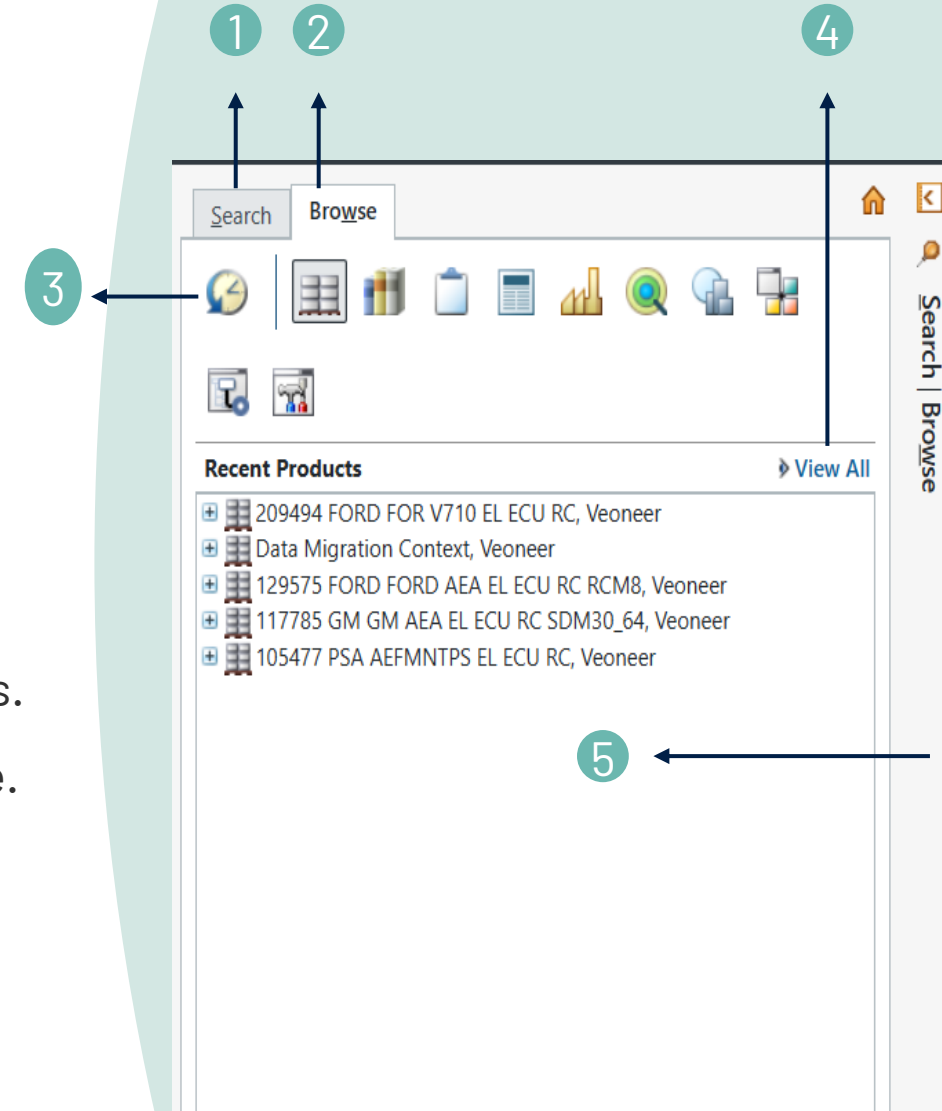 1 2 4
Search Browse
3
Search | Browse
Recent Products View All
209494 FORD FOR V710 EL ECU RC, Veoneer
Data Migration Context, Veoneer
129575 FORD FORD AEA EL ECU RC RCM8, Veoneer
117785 GM GM AEA EL ECU RC SDM30_64, Veoneer
105477 PSA AEFMNTPS EL ECU RC, Veoneer
s.
e.
5